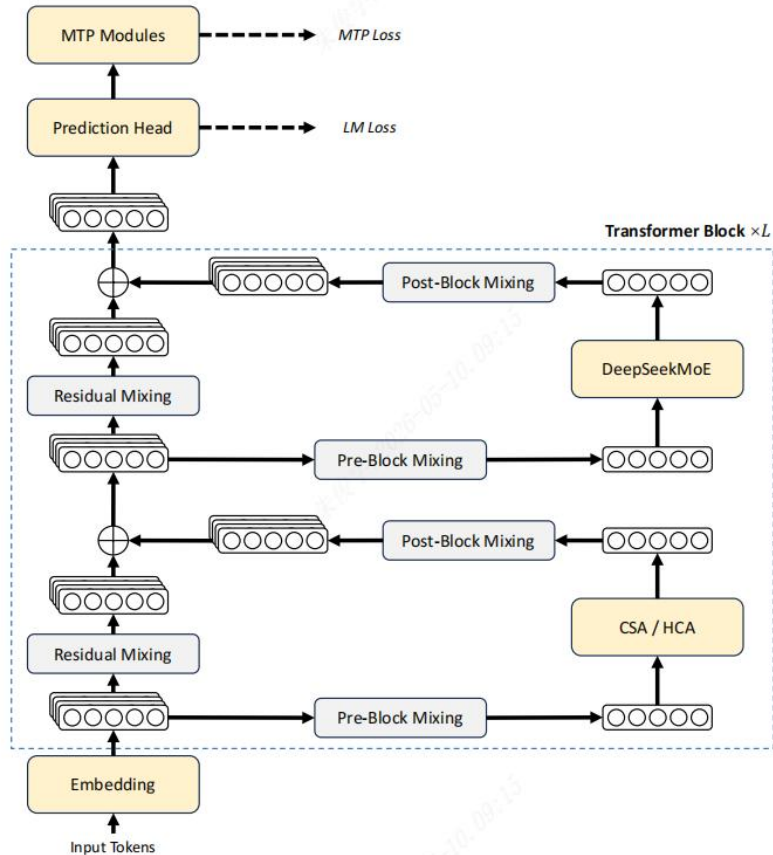 MTP Modules
MTP Loss
Prediction Head
LM Loss
Transformer Block ×L
Post-Block Mixing
DeepSeekMoE
Residual Mixing
Pre-Block Mixing
Post-Block Mixing
CSA / HCA
Residual Mixing
Pre-Block Mixing
Embedding
Input Tokens